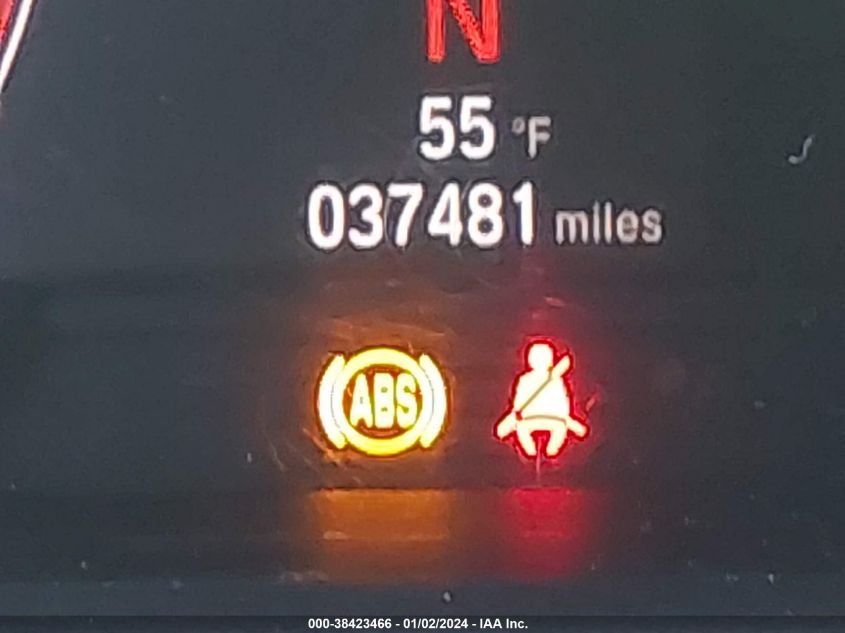 N
55 °F
037481 miles
ABS
000-38423466 - 01/02/2024 - IAA Inc.